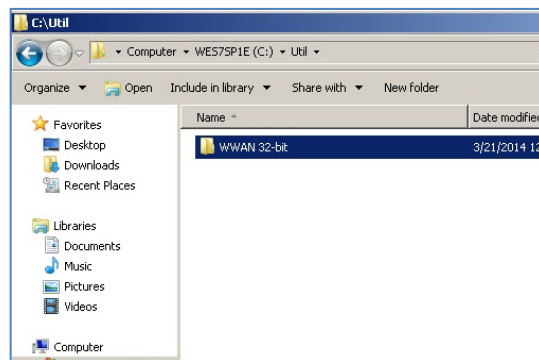 C:\Util
Computer WES7SP1E (C:) Util
Organize Open Include in library Share with New folder
Name Date modified
Favorites
Desktop
Downloads
Recent Places
WWAN 32-bit 3/21/2014 12
Libraries
Documents
Music
Pictures
Videos
Computer